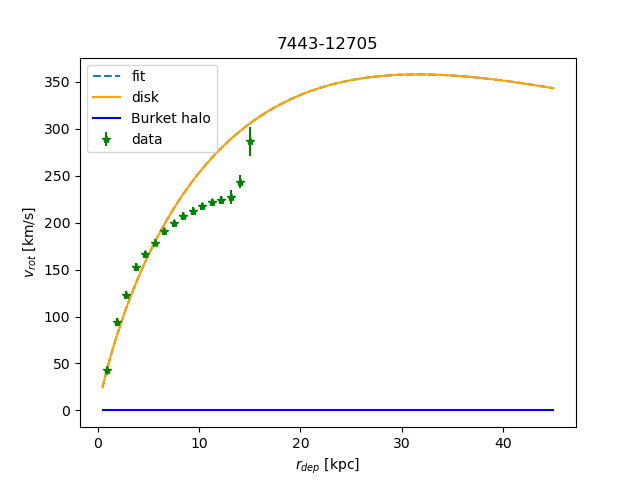 7443-12705
fit
disk
Burket halo
data
350
300
250
200
150
100
50
0
v_rot [km/s]
0 10 20 30 40
r_dep [kpc]